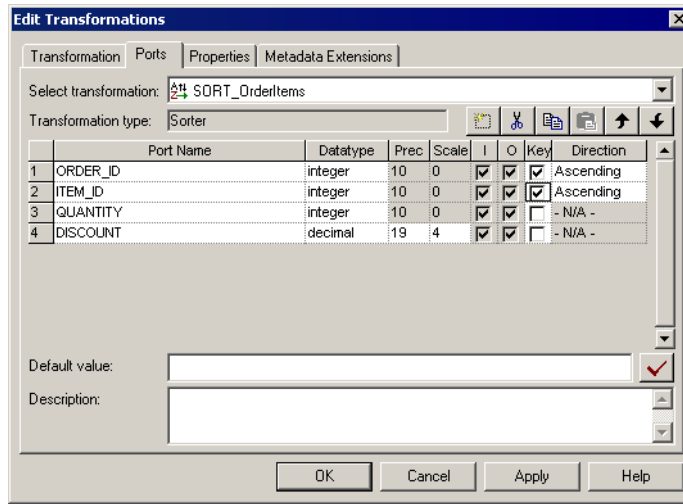 Edit Transformations
Transformation Ports Properties Metadata Extensions
Select transformation: SORT_OrderItems
Transformation type: Sorter
Port Name Datatype Prec Scale I O Key Direction
1 ORDER_ID integer 10 0 Ascending
2 ITEM_ID integer 10 0 Ascending
3 QUANTITY integer 10 0 - N/A -
4 DISCOUNT decimal 19 4 - N/A -
Default value:
Description:
OK Cancel Apply Help